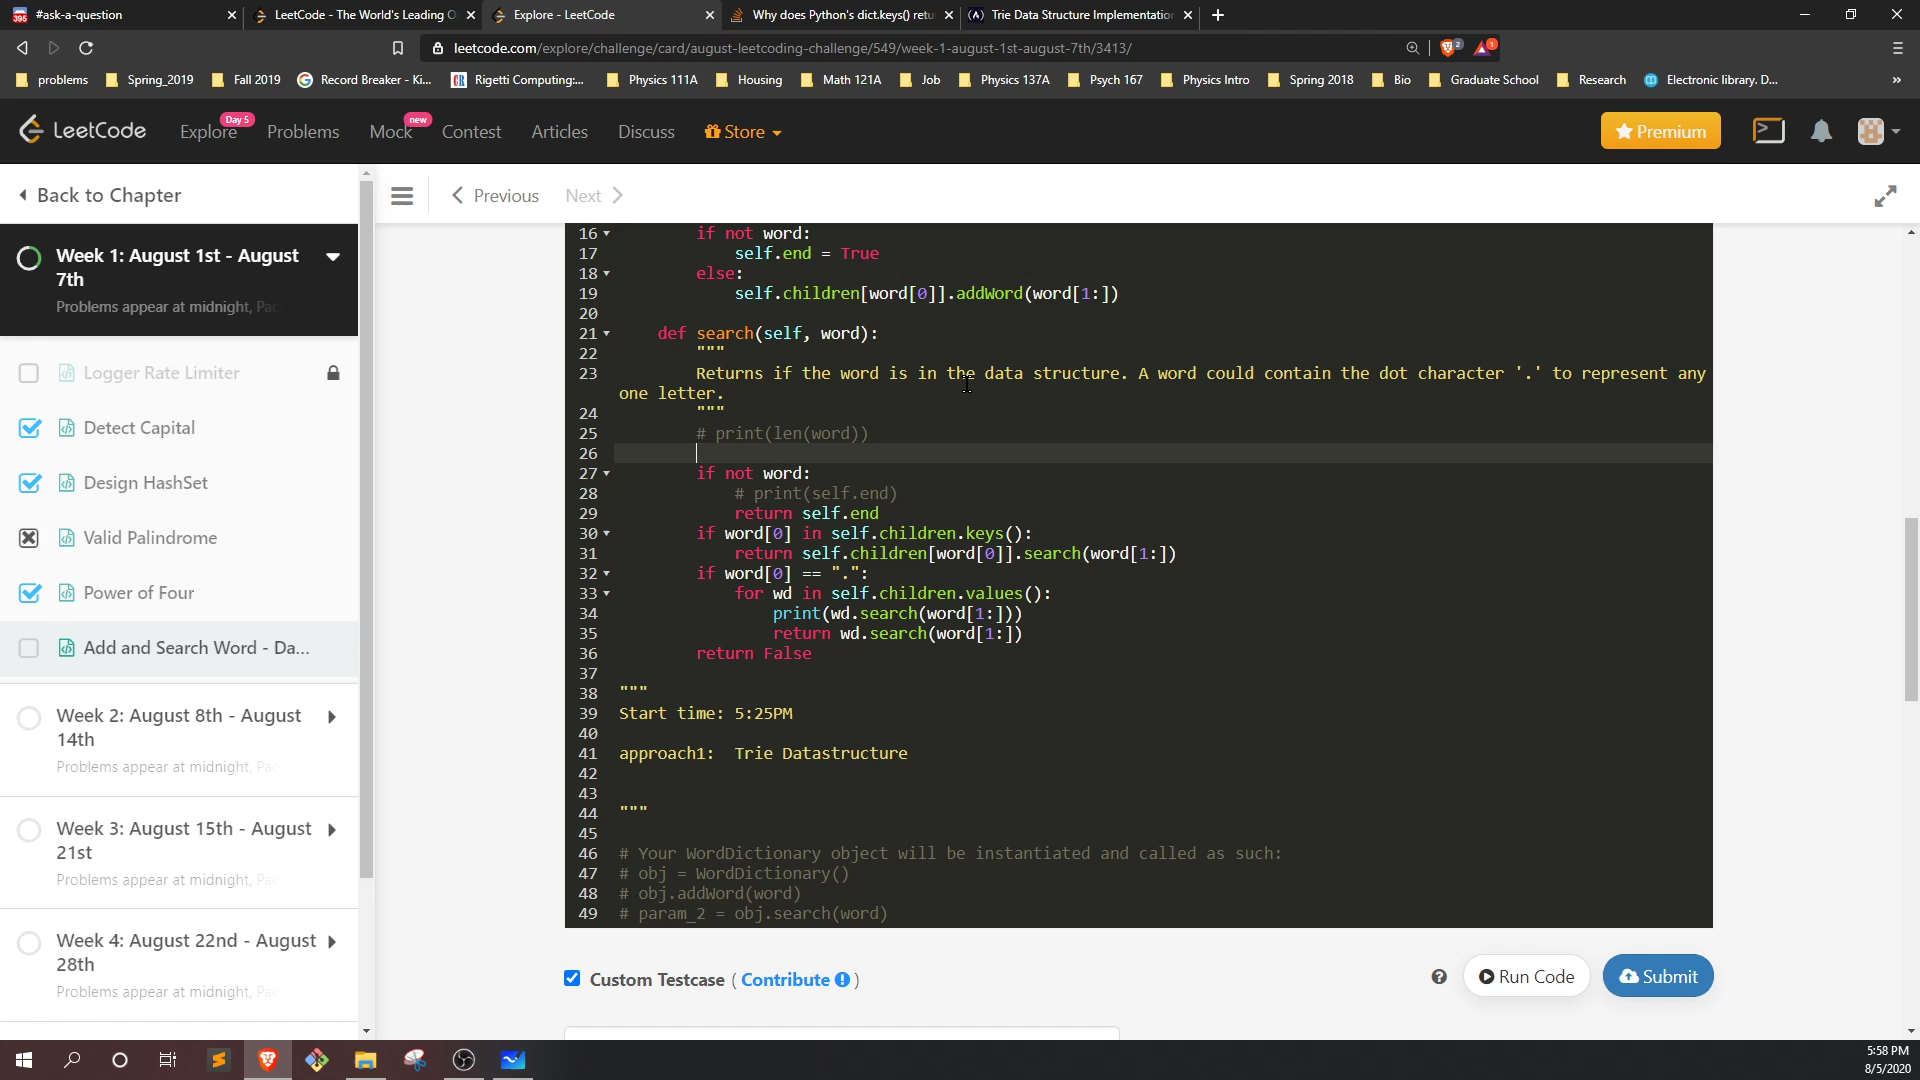 #ask-a-question
LeetCode - The World's Leading O
Explore - LeetCode
Why does Python's dict.keys() retu
Trie Data Structure Implementation
leetcode.com/explore/challenge/card/august-leetcoding-challenge/549/week-1-august-1st-august-7th/3413/
2
1
problems
Spring_2019
Fall 2019
Record Breaker - Ki...
Rigetti Computing:...
Physics 111A
Housing
Math 121A
Job
Physics 137A
Psych 167
Physics Intro
Spring 2018
Bio
Graduate School
Research
Electronic library. D...
»
LeetCode
Explore
Day 5
Problems
Mock
new
Contest
Articles
Discuss
Store
Premium
Back to Chapter
Previous
Next
Week 1: August 1st - August
7th
Problems appear at midnight, Pac
Logger Rate Limiter
Detect Capital
Design HashSet
Valid Palindrome
Power of Four
Add and Search Word - Da...
Week 2: August 8th - August
14th
Problems appear at midnight, Pac
Week 3: August 15th - August
21st
Problems appear at midnight, Pac
Week 4: August 22nd - August
28th
Problems appear at midnight, Pac
16 if not word:
17 self.end = True
18 else:
19 self.children[word[0]].addWord(word[1:])
20
21 def search(self, word):
22 """
23 Returns if the word is in the data structure. A word could contain the dot character '.' to represent any
one letter.
24 """
25 # print(len(word))
26
27 if not word:
28 # print(self.end)
29 return self.end
30 if word[0] in self.children.keys():
31 return self.children[word[0]].search(word[1:])
32 if word[0] == ".":
33 for wd in self.children.values():
34 print(wd.search(word[1:]))
35 return wd.search(word[1:])
36 return False
37
38 """
39 Start time: 5:25PM
40
41 approach1: Trie Datastructure
42
43
44 """
45
46 # Your WordDictionary object will be instantiated and called as such:
47 # obj = WordDictionary()
48 # obj.addWord(word)
49 # param_2 = obj.search(word)
Custom Testcase ( Contribute )
Run Code
Submit
5:58 PM
8/5/2020